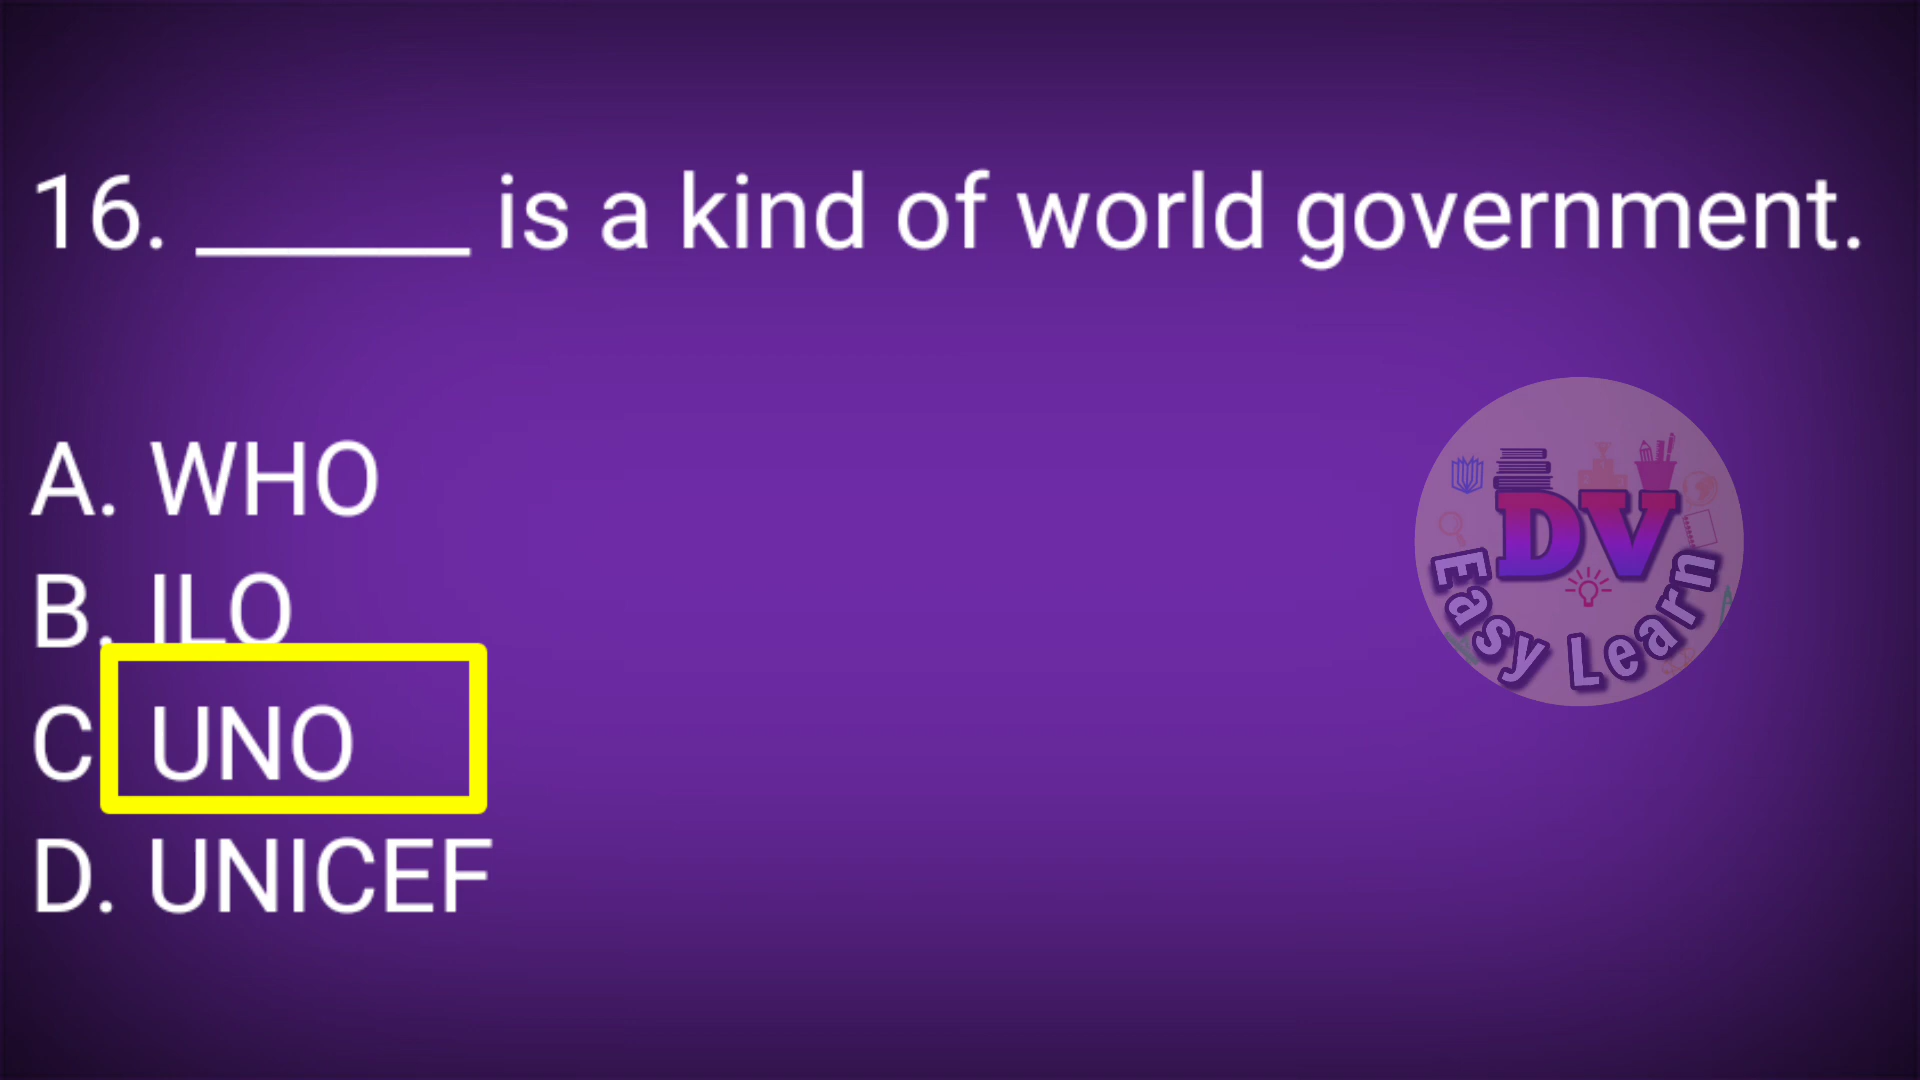 16. ______ is a kind of world government.
A. WHO
B. ILO
C UNO
D. UNICEF
DV
Easy Learn